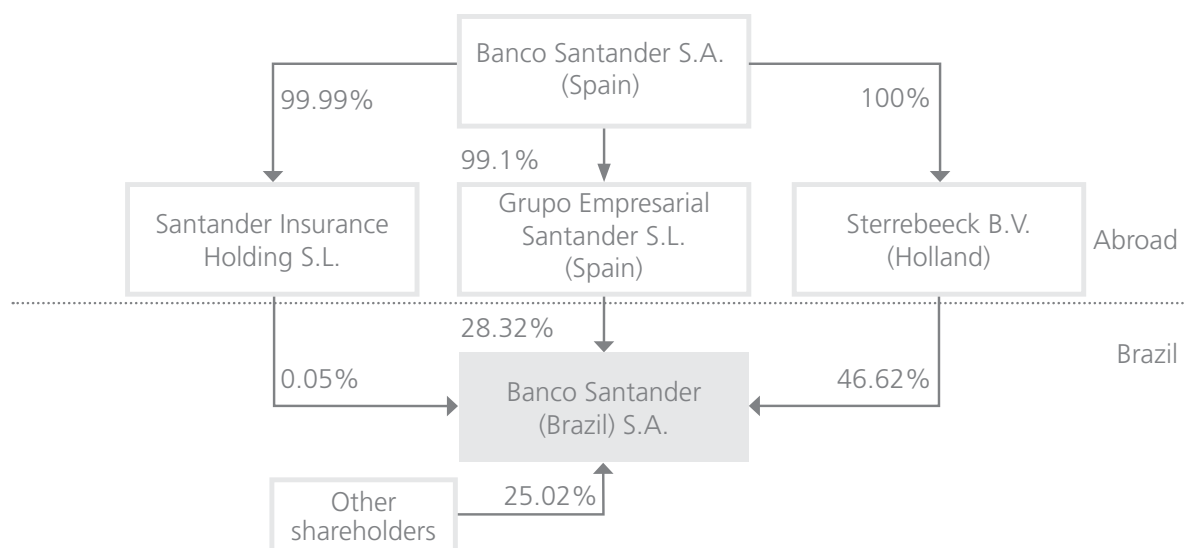 Banco Santander S.A.
(Spain)
99.99%
100%
99.1%
Santander Insurance
Holding S.L.
Grupo Empresarial
Santander S.L.
(Spain)
Sterrebeeck B.V.
(Holland)
Abroad
28.32%
Brazil
0.05%
46.62%
Banco Santander
(Brazil) S.A.
25.02%
Other
shareholders